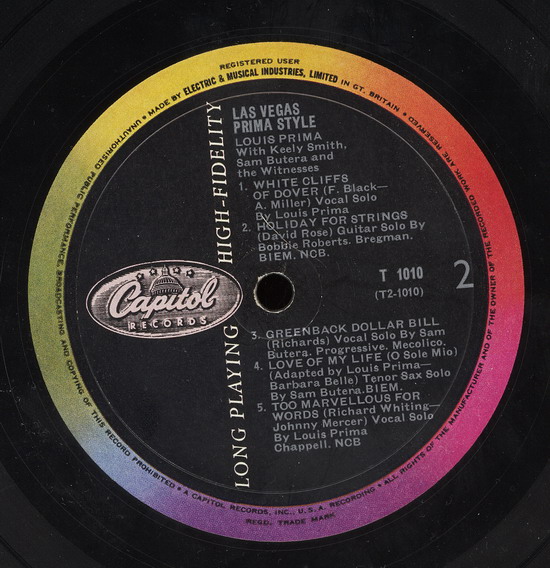 REGISTERED USER
• MADE BY ELECTRIC & MUSICAL INDUSTRIES, LIMITED IN GT. BRITAIN •
ALL RIGHTS OF THE MANUFACTURER AND OF THE OWNER OF THE RECORDED WORK ARE RESERVED
UNAUTHORISED PUBLIC PERFORMANCE, BROADCASTING AND COPYING OF THIS RECORD PROHIBITED
• A CAPITOL RECORDS, INC., U.S.A. RECORDING •
REGD. TRADE MARK
LONG PLAYING HIGH-FIDELITY
Capitol
RECORDS
LAS VEGAS
PRIMA STYLE
LOUIS PRIMA
With Keely Smith,
Sam Butera and
the Witnesses
1. WHITE CLIFFS
OF DOVER (F. Black—
A. Miller) Vocal Solo
By Louis Prima
2. HOLIDAY FOR STRINGS
(David Rose) Guitar Solo By
Bobbie Roberts. Bregman.
BIEM. NCB.
T 1010
(T2-1010)
2
3. GREENBACK DOLLAR BILL
(Richards) Vocal Solo By Sam
Butera. Progressive. Mecolico.
4. LOVE OF MY LIFE (O Sole Mio)
(Adapted by Louis Prima—
Barbara Belle) Tenor Sax Solo
By Sam Butera.BIEM.
5. TOO MARVELLOUS FOR
WORDS (Richard Whiting—
Johnny Mercer) Vocal Solo
By Louis Prima
Chappell. NCB